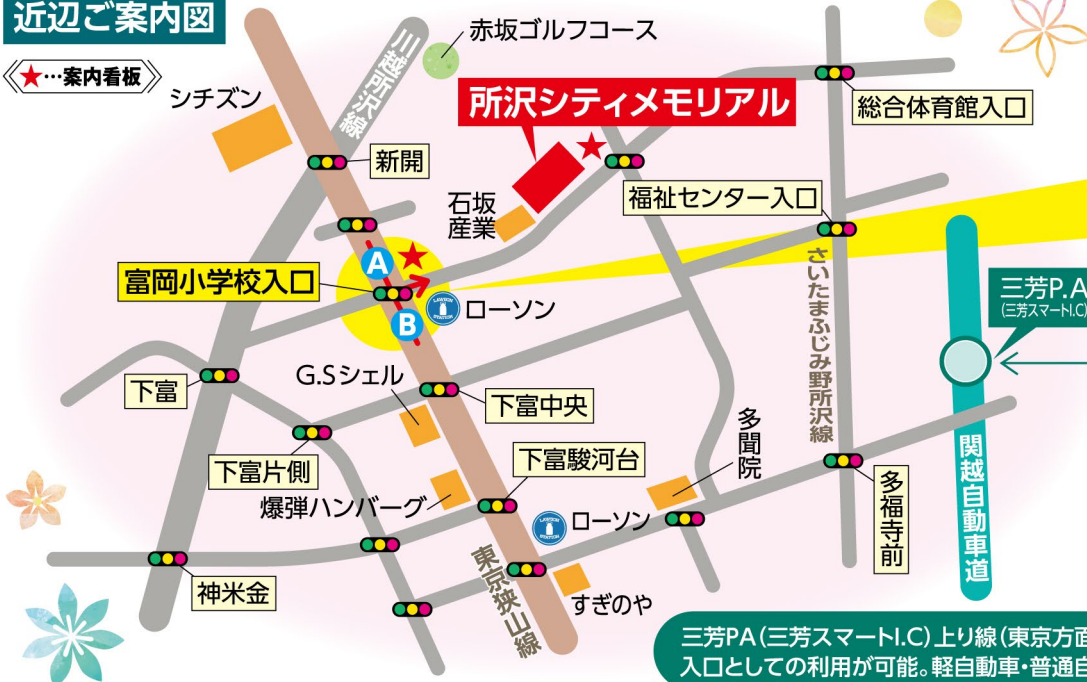 近辺ご案内図
★…案内看板
川越所沢線
赤坂ゴルフコース
シチズン
所沢シティメモリアル
総合体育館入口
新開
石坂
産業
福祉センター入口
A
富岡小学校入口
B
LAWSON
STATION
ローソン
さいたまふじみ野所沢線
三芳P.A
(三芳スマートI.C)
下富
G.Sシェル
下富中央
多聞院
下富片側
下富駿河台
爆弾ハンバーグ
LAWSON
STATION
ローソン
多福寺前
関越自動車道
神米金
東京狭山線
すぎのや
三芳PA(三芳スマートI.C)上り線(東京方面
入口としての利用が可能。軽自動車・普通自